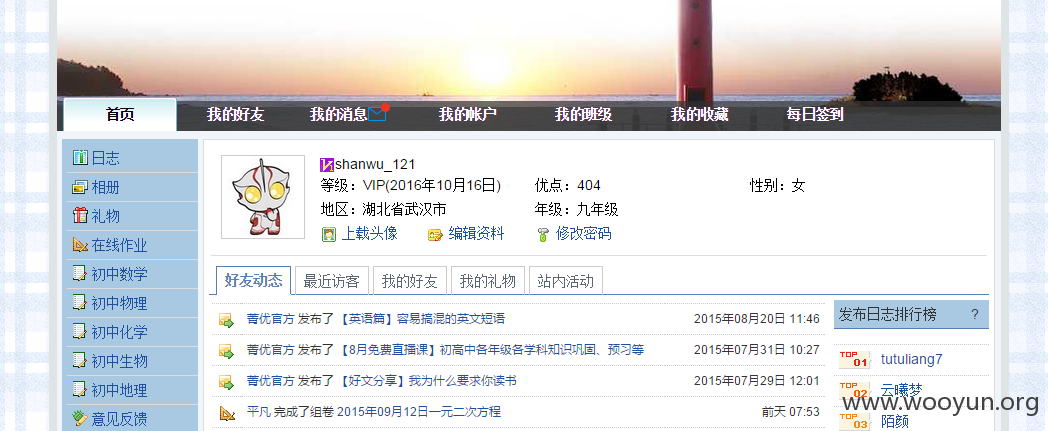 首页 我的好友 我的消息 我的帐户 我的班级 我的收藏 每日签到
日志
相册
礼物
在线作业
初中数学
初中物理
初中化学
初中生物
初中地理
意见反馈
shanwu_121
等级：VIP(2016年10月16日) 优点：404 性别：女
地区：湖北省武汉市 年级：九年级
上载头像 编辑资料 修改密码
好友动态 最近访客 我的好友 我的礼物 站内活动
菁优官方 发布了 【英语篇】容易搞混的英文短语 2015年08月20日 11:46
菁优官方 发布了 【8月免费直播课】初高中各年级各学科知识巩固、预习等 2015年07月31日 10:27
菁优官方 发布了 【好文分享】我为什么要求你读书 2015年07月29日 12:01
平凡 完成了组卷 2015年09月12日一元二次方程 前天 07:53
发布日志排行榜 ?
TOP 01 tutuliang7
TOP 02 云曦梦
TOP 03 陌颜
www.wooyun.org